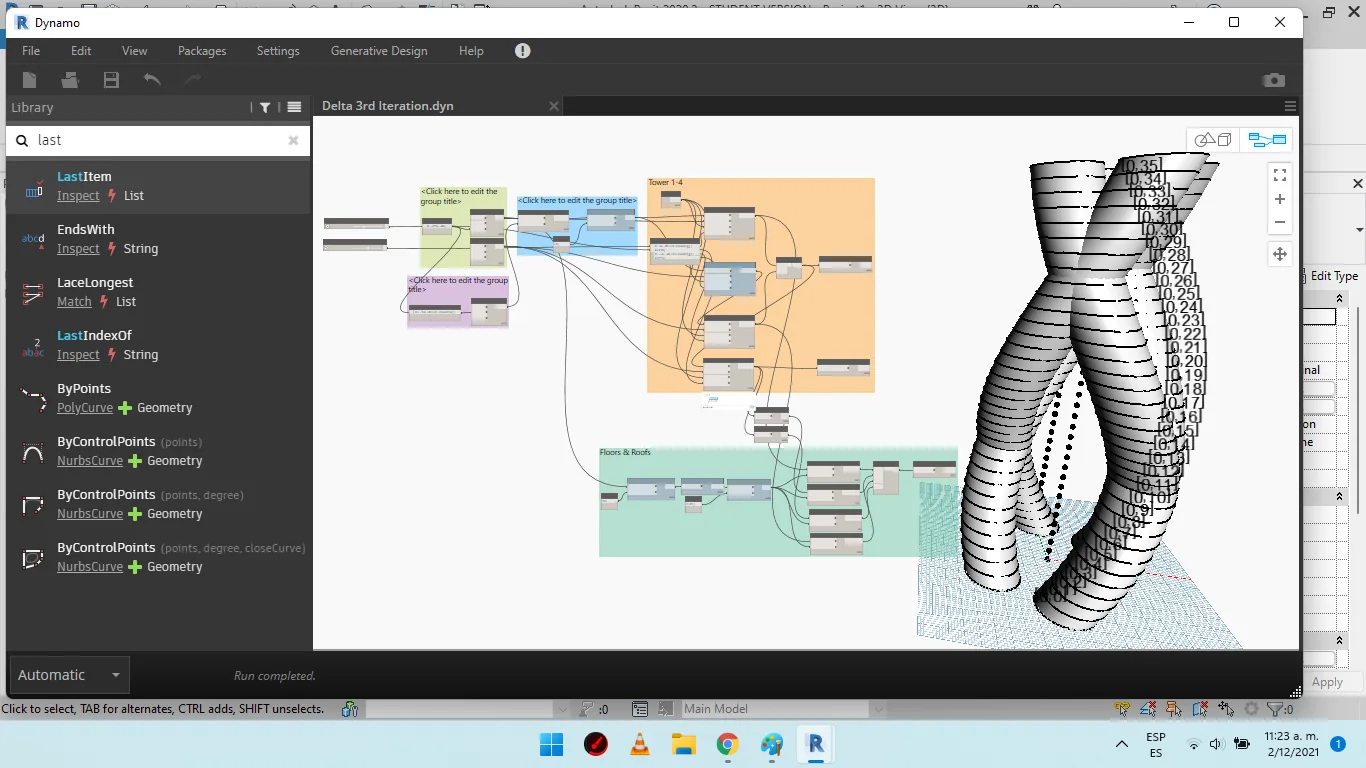 Dynamo
File Edit View Packages Settings Generative Design Help
Library
Delta 3rd Iteration.dyn
last
LastItem
Inspect List
EndsWith
Inspect String
LaceLongest
Match List
LastIndexOf
Inspect String
ByPoints
PolyCurve Geometry
ByControlPoints (points)
NurbsCurve Geometry
ByControlPoints (points, degree)
NurbsCurve Geometry
ByControlPoints (points, degree, closeCurve)
NurbsCurve Geometry
<Click here to edit the
group title>
<Click here to edit the group title>
<Click here to edit the group
title>
Tower 1-4
Floors & Roofs
[0,35]
[0,34]
[0,33]
[0,32]
[0,31]
[0,30]
[0,29]
[0,28]
[0,27]
[0,26]
[0,25]
[0,24]
[0,23]
[0,22]
[0,21]
[0,20]
[0,19]
[0,18]
[0,17]
[0,16]
[0,15]
[0,14]
[0,13]
[0,12]
[0,11]
[0,10]
[0,9]
[0,8]
Edit Type
Apply
Automatic
Run completed.
Click to select, TAB for alternates, CTRL adds, SHIFT unselects.
:0
Main Model
:0
ESP
ES
11:23 a. m.
2/12/2021
1